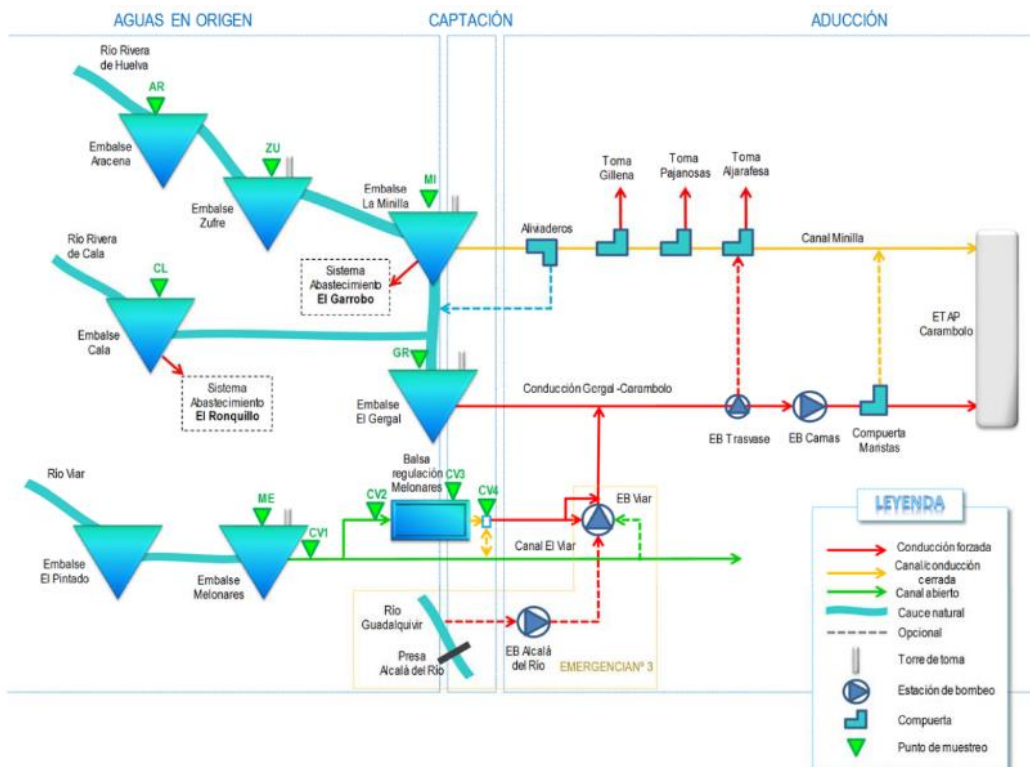 AGUAS EN ORIGEN
CAPTACIÓN
ADUCCIÓN
Río Rivera
de Huelva
AR
Embalse
Aracena
ZU
Embalse
Zufre
Embalse
La Minilla
MI
Río Rivera
de Cala
CL
Embalse
Cala
Sistema
Abastecimiento
El Garrobo
Sistema
Abastecimiento
El Ronquillo
GR
Embalse
El Gergal
Aliviaderos
Toma
Gillena
Toma
Pajanosas
Toma
Aljarafesa
Canal Minilla
ETAP
Carambolo
Conducción Gergal -Carambolo
EB Trasvase
EB Camas
Compuerta
Maristas
Río Viar
Embalse
El Pintado
ME
Embalse
Melonares
CV1
CV2
Balsa
regulación
Melonares
CV3
CV4
EB Viar
Canal El Viar
Río
Guadalquivir
Presa
Alcalá del Río
EB Alcalá
del Río
EMERGENCIA Nº 3
LEYENDA
Conducción forzada
Canal/conducción
cerrada
Canal abierto
Cauce natural
Opcional
Torre de toma
Estación de bombeo
Compuerta
Punto de muestreo